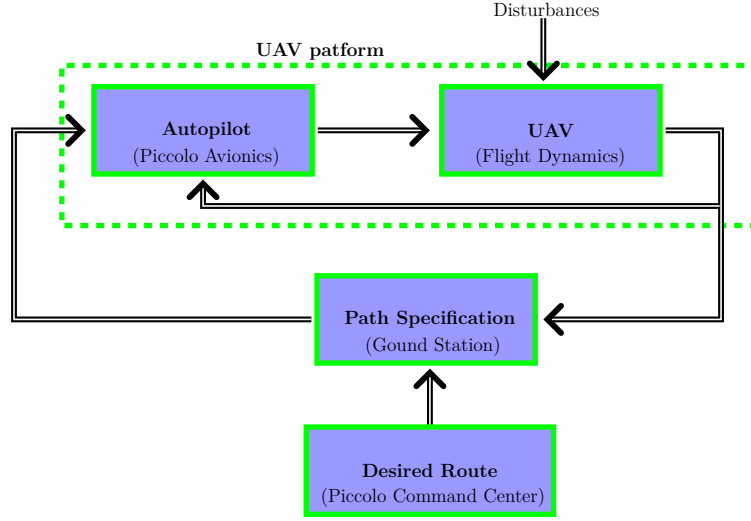 Disturbances
UAV patform
Autopilot
(Piccolo Avionics)
UAV
(Flight Dynamics)
Path Specification
(Gound Station)
Desired Route
(Piccolo Command Center)